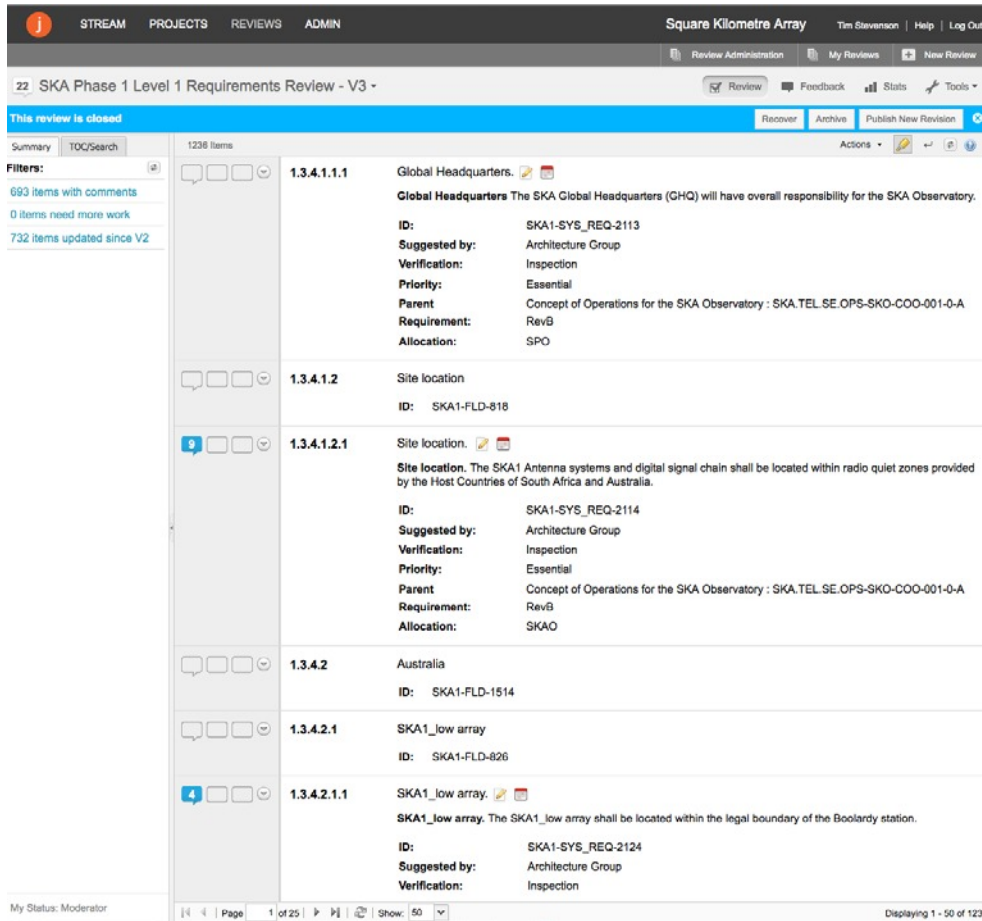 j STREAM PROJECTS REVIEWS ADMIN Square Kilometre Array Tim Stevenson | Help | Log Out
Review Administration My Reviews New Review
22 SKA Phase 1 Level 1 Requirements Review - V3 Review Feedback Stats Tools
This review is closed Recover Archive Publish New Revision
Summary TOC/Search 1236 Items Actions
Filters:
693 items with comments
0 items need more work
732 items updated since V2
1.3.4.1.1.1 Global Headquarters.
Global Headquarters The SKA Global Headquarters (GHQ) will have overall responsibility for the SKA Observatory.
ID: SKA1-SYS_REQ-2113
Suggested by: Architecture Group
Verification: Inspection
Priority: Essential
Parent Concept of Operations for the SKA Observatory : SKA.TEL.SE.OPS-SKO-COO-001-0-A
Requirement: RevB
Allocation: SPO
1.3.4.1.2 Site location
ID: SKA1-FLD-818
9 1.3.4.1.2.1 Site location.
Site location. The SKA1 Antenna systems and digital signal chain shall be located within radio quiet zones provided
by the Host Countries of South Africa and Australia.
ID: SKA1-SYS_REQ-2114
Suggested by: Architecture Group
Verification: Inspection
Priority: Essential
Parent Concept of Operations for the SKA Observatory : SKA.TEL.SE.OPS-SKO-COO-001-0-A
Requirement: RevB
Allocation: SKAO
1.3.4.2 Australia
ID: SKA1-FLD-1514
1.3.4.2.1 SKA1_low array
ID: SKA1-FLD-826
4 1.3.4.2.1.1 SKA1_low array.
SKA1_low array. The SKA1_low array shall be located within the legal boundary of the Boolardy station.
ID: SKA1-SYS_REQ-2124
Suggested by: Architecture Group
Verification: Inspection
My Status: Moderator Page 1 of 25 Show: 50 Displaying 1 - 50 of 123